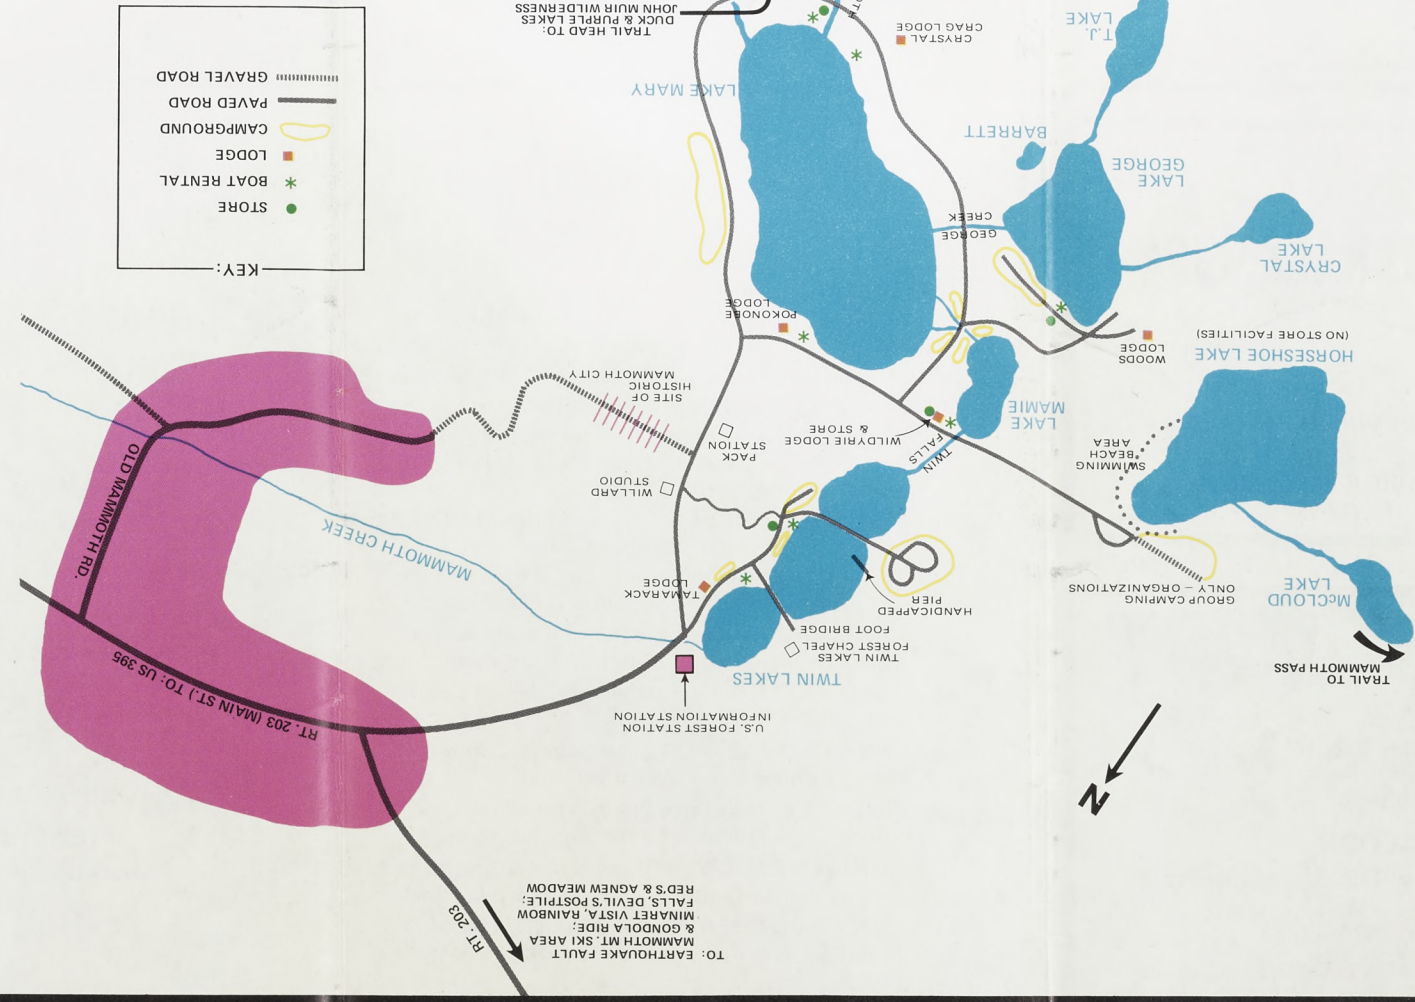 TO: EARTHQUAKE FAULT
MAMMOTH MT. SKI AREA
& GONDOLA RIDE;
MINARET VISTA, RAINBOW
FALLS, DEVIL'S POSTPILE;
RED'S & AGNEW MEADOW
RT. 203
N
U.S. FOREST STATION
INFORMATION STATION
RT. 203 (MAIN ST.) TO: US 395
TRAIL TO
MAMMOTH PASS
TWIN LAKES
TWIN LAKES
FOREST CHAPEL
FOOT BRIDGE
HANDICAPPED
PIER
McCLOUD
LAKE
GROUP CAMPING
ONLY – ORGANIZATIONS
TAMARACK
LODGE
MAMMOTH CREEK
OLD MAMMOTH RD.
WILLARD
STUDIO
SWIMMING
BEACH
AREA
TWIN
FALLS
PACK
STATION
WILDYRIE LODGE
& STORE
MAMIE
LAKE
SITE OF
HISTORIC
MAMMOTH CITY
HORSESHOE LAKE
(NO STORE FACILITIES)
WOODS
LODGE
POKONOBE
LODGE
CRYSTAL
LAKE
GEORGE
CREEK
LAKE
GEORGE
BARRETT
LAKE MARY
T.J.
LAKE
CRYSTAL
CRAG LODGE
TRAIL HEAD TO:
DUCK & PURPLE LAKES
JOHN MUIR WILDERNESS
KEY:
STORE
BOAT RENTAL
LODGE
CAMPGROUND
PAVED ROAD
GRAVEL ROAD